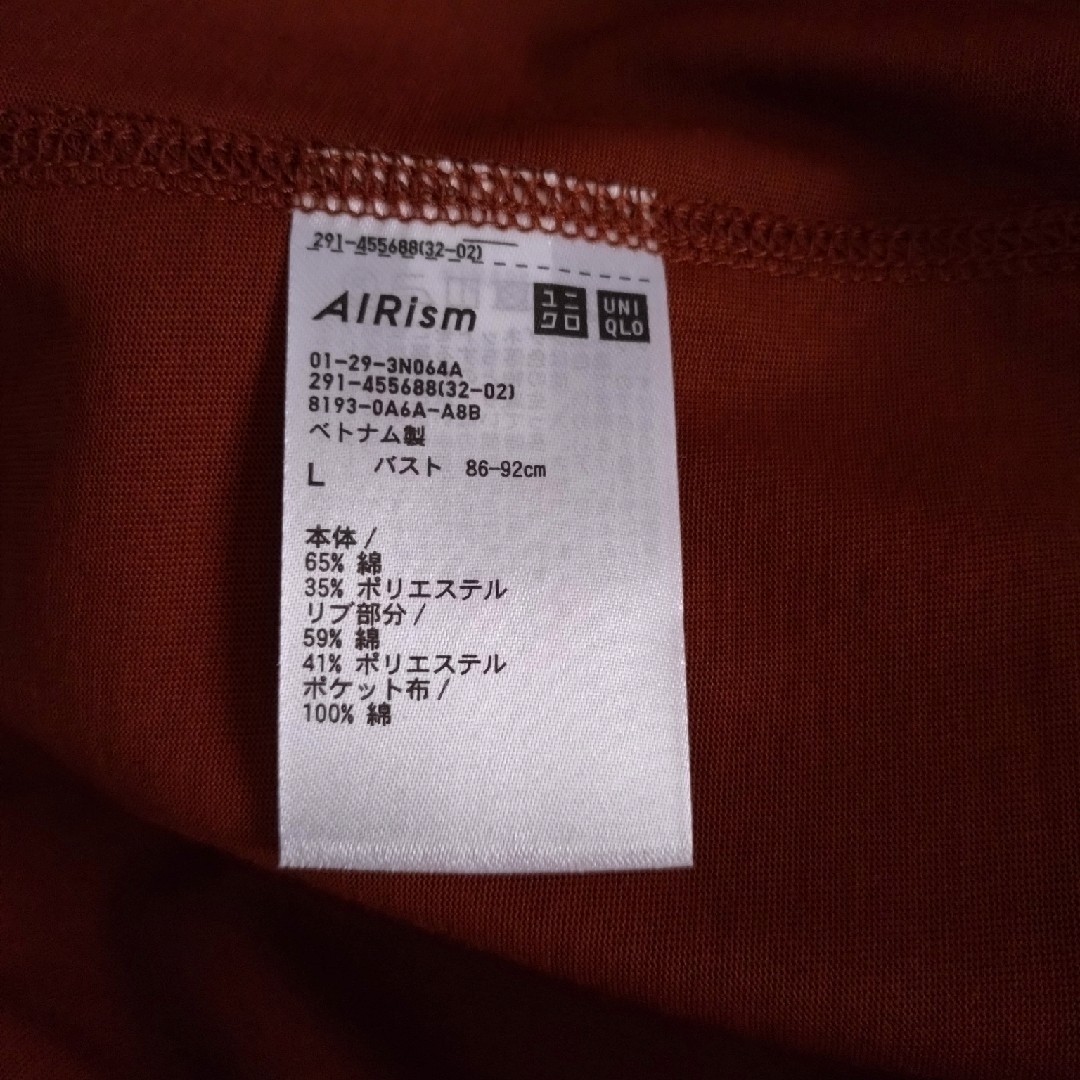 291-455688(32-02)
AIRism
ユニ
クロ
UNI
QLO
01-29-3N064A
291-455688(32-02)
8193-0A6A-A8B
ベトナム製
L バスト 86-92cm
本体/
65% 綿
35% ポリエステル
リブ部分/
59% 綿
41% ポリエステル
ポケット布/
100% 綿